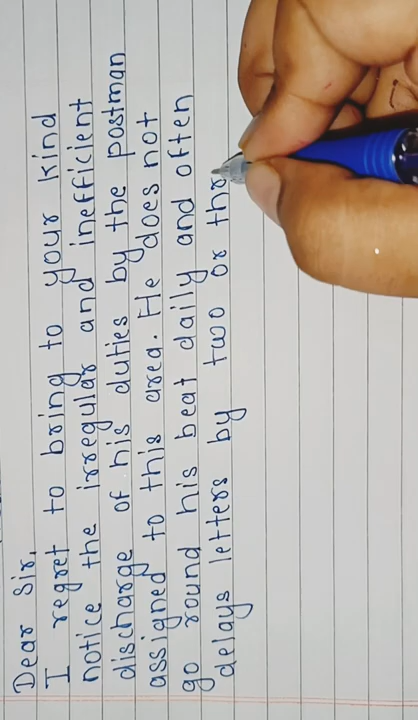 Dear Sir,
I regret to bring to your kind
notice the irregular and inefficient
discharge of his duties by the postman
assigned to this area. He does not
go round his beat daily and often
delays letters by two or thr